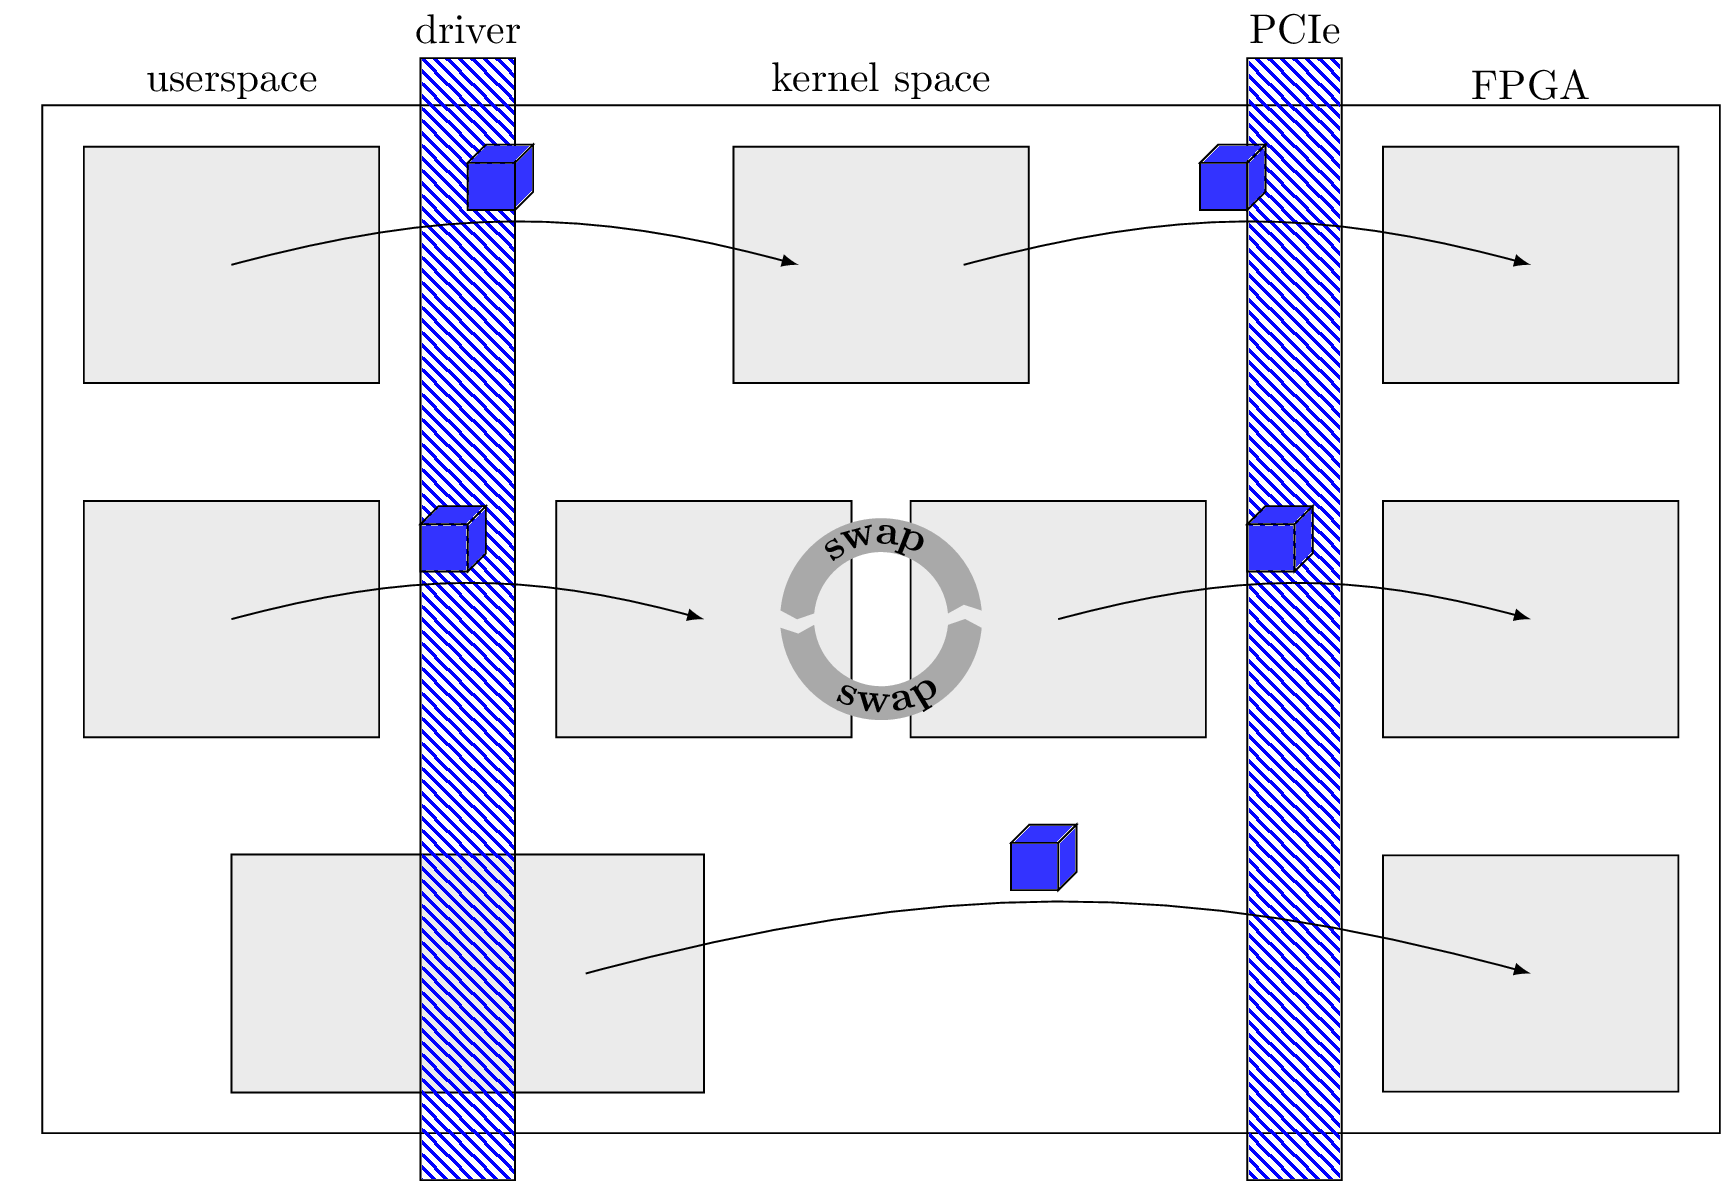 driver
PCIe
userspace
kernel space
FPGA
swap
swap